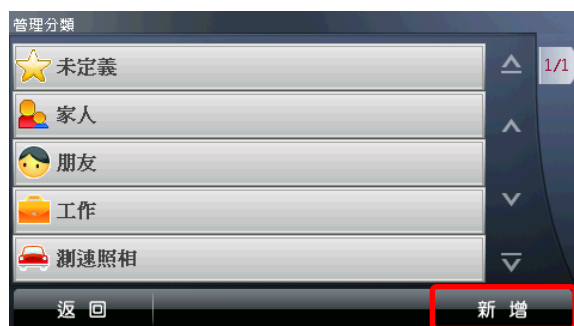 管理分類
未定義
1/1
家人
朋友
工作
測速照相
返回
新增